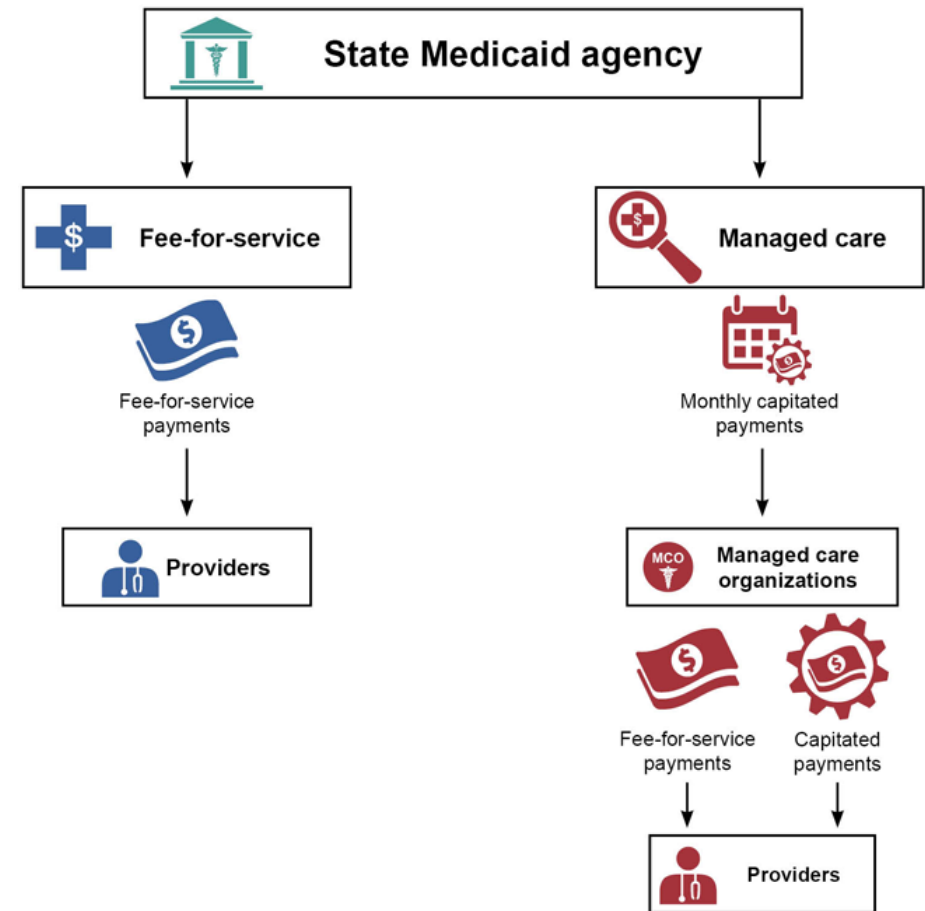 State Medicaid agency
$
Fee-for-service
$
Managed care
$
Fee-for-service
payments
$
Monthly capitated
payments
Providers
MCO
Managed care
organizations
$
$
Fee-for-service
payments
Capitated
payments
Providers